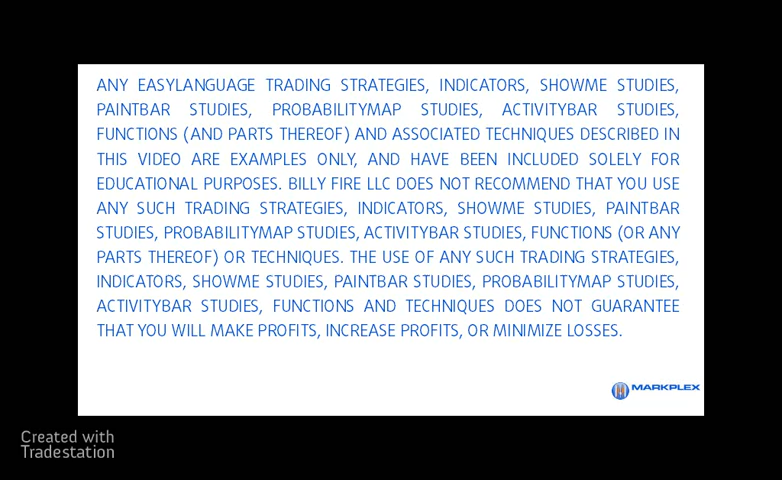 ANY EASYLANGUAGE TRADING STRATEGIES, INDICATORS, SHOWME STUDIES,
PAINTBAR STUDIES, PROBABILITYMAP STUDIES, ACTIVITYBAR STUDIES,
FUNCTIONS (AND PARTS THEREOF) AND ASSOCIATED TECHNIQUES DESCRIBED IN
THIS VIDEO ARE EXAMPLES ONLY, AND HAVE BEEN INCLUDED SOLELY FOR
EDUCATIONAL PURPOSES. BILLY FIRE LLC DOES NOT RECOMMEND THAT YOU USE
ANY SUCH TRADING STRATEGIES, INDICATORS, SHOWME STUDIES, PAINTBAR
STUDIES, PROBABILITYMAP STUDIES, ACTIVITYBAR STUDIES, FUNCTIONS (OR ANY
PARTS THEREOF) OR TECHNIQUES. THE USE OF ANY SUCH TRADING STRATEGIES,
INDICATORS, SHOWME STUDIES, PAINTBAR STUDIES, PROBABILITYMAP STUDIES,
ACTIVITYBAR STUDIES, FUNCTIONS AND TECHNIQUES DOES NOT GUARANTEE
THAT YOU WILL MAKE PROFITS, INCREASE PROFITS, OR MINIMIZE LOSSES.
MARKPLEX
Created with
Tradestation